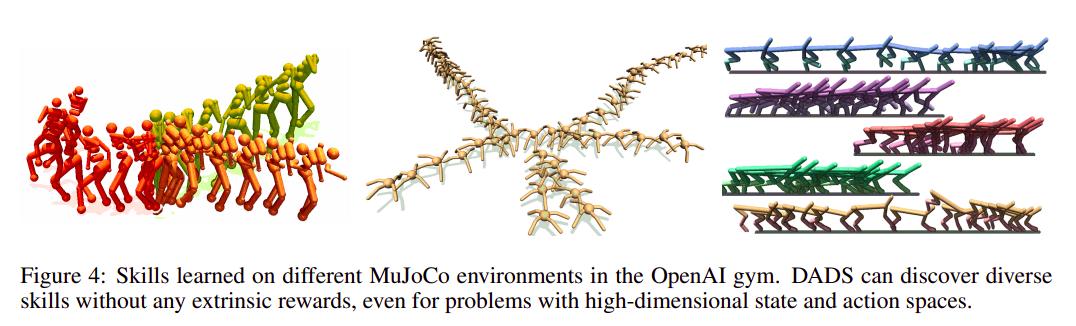 Figure 4: Skills learned on different MuJoCo environments in the OpenAI gym. DADS can discover diverse
skills without any extrinsic rewards, even for problems with high-dimensional state and action spaces.